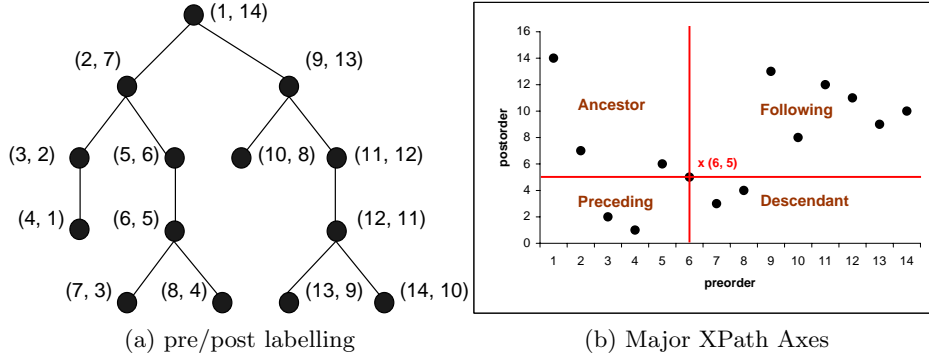 (1, 14)
(2, 7)
(9, 13)
(3, 2)
(5, 6)
(10, 8)
(11, 12)
(4, 1)
(6, 5)
(12, 11)
(7, 3)
(8, 4)
(13, 9)
(14, 10)
(a) pre/post labelling
postorder
16
14
12
10
8
6
4
2
0
Ancestor
Following
x (6, 5)
Preceding
Descendant
1 2 3 4 5 6 7 8 9 10 11 12 13 14
preorder
(b) Major XPath Axes